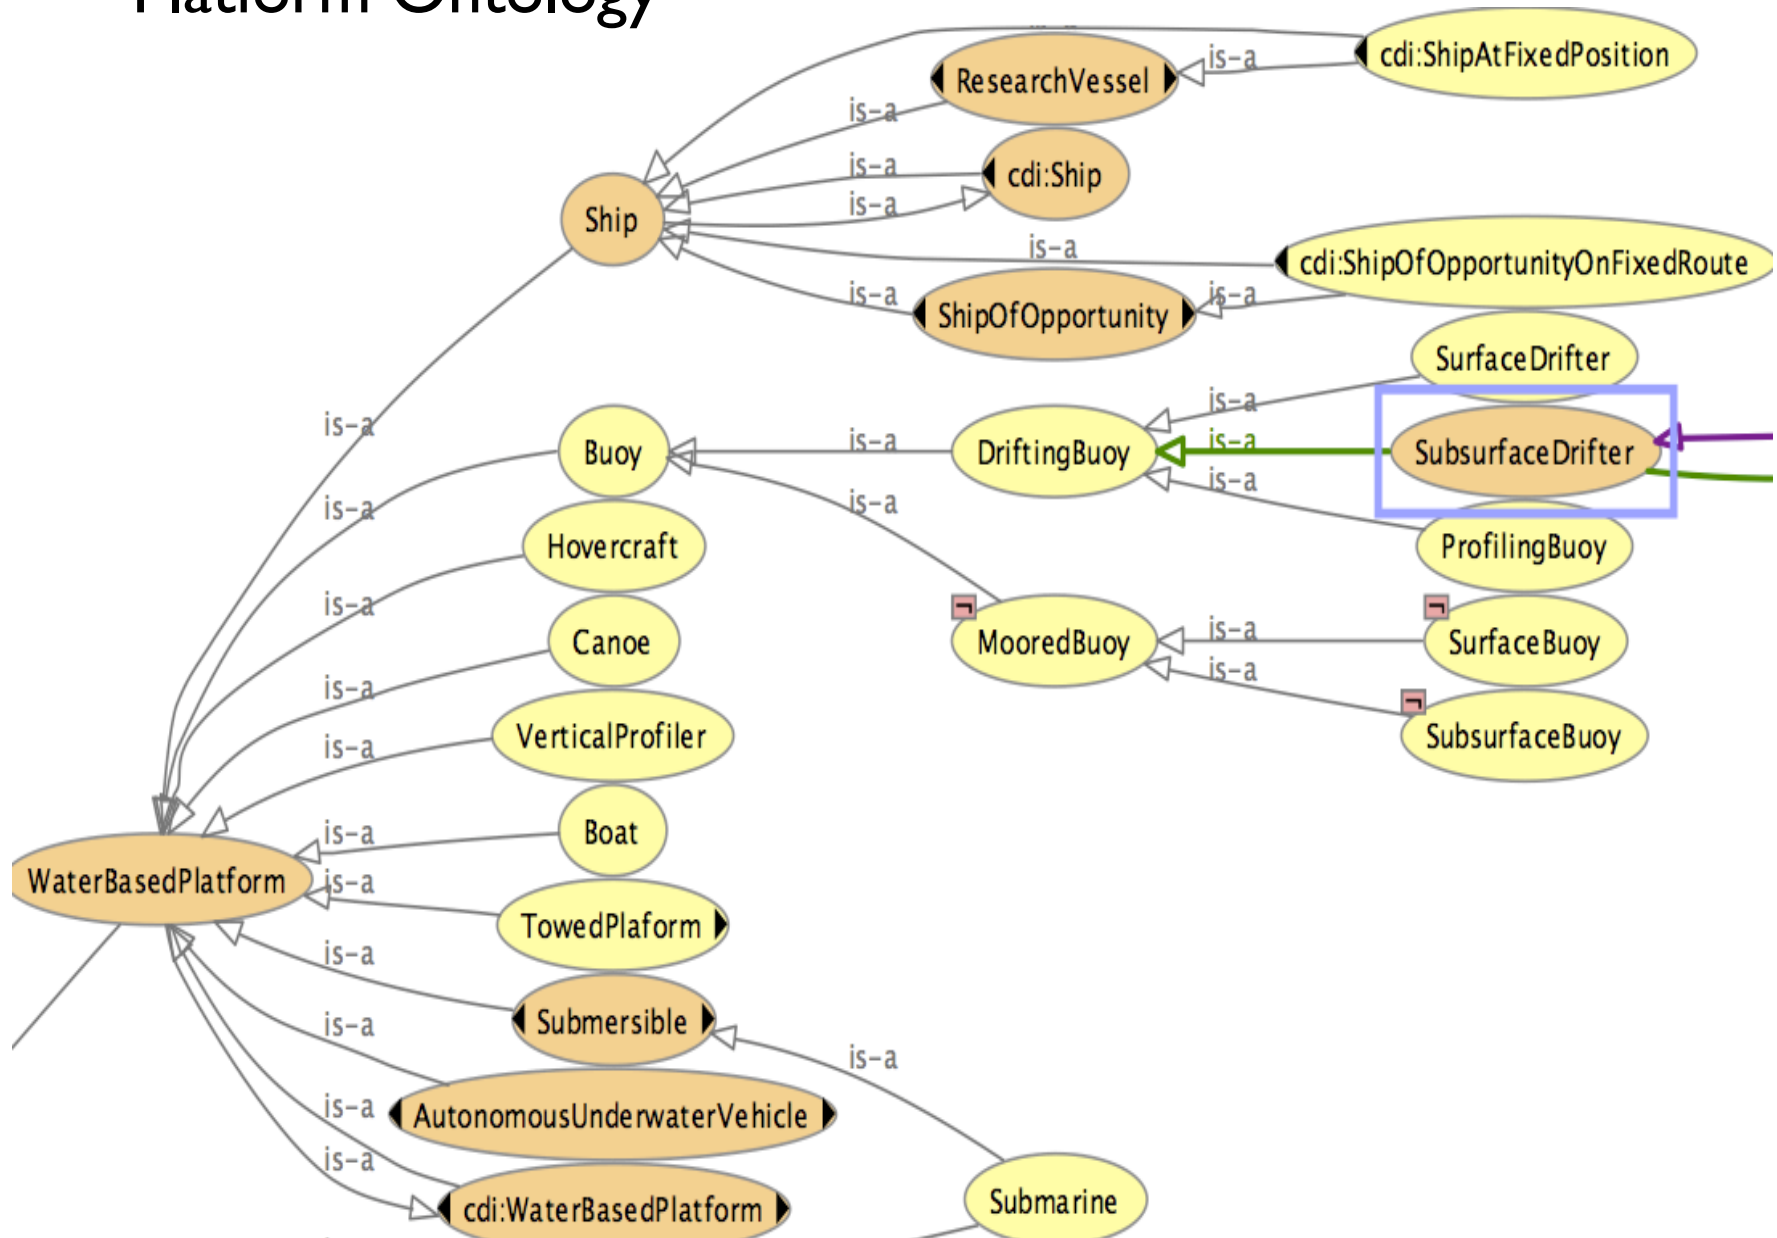 Platform Ontology
cdi:ShipAtFixedPosition
is-a
ResearchVessel
is-a
is-a
cdi:Ship
is-a
is-a
Ship
is-a
cdi:ShipOfOpportunityOnFixedRoute
is-a
is-a
ShipOfOpportunity
SurfaceDrifter
is-a
is-a
Buoy
is-a
DriftingBuoy
is-a
SubsurfaceDrifter
is-a
is-a
is-a
Hovercraft
ProfilingBuoy
is-a
Canoe
MooredBuoy
is-a
SurfaceBuoy
is-a
is-a
VerticalProfiler
SubsurfaceBuoy
is-a
Boat
is-a
WaterBasedPlatform
is-a
TowedPlaform
is-a
Submersible
is-a
is-a
AutonomousUnderwaterVehicle
is-a
is-a
cdi:WaterBasedPlatform
Submarine